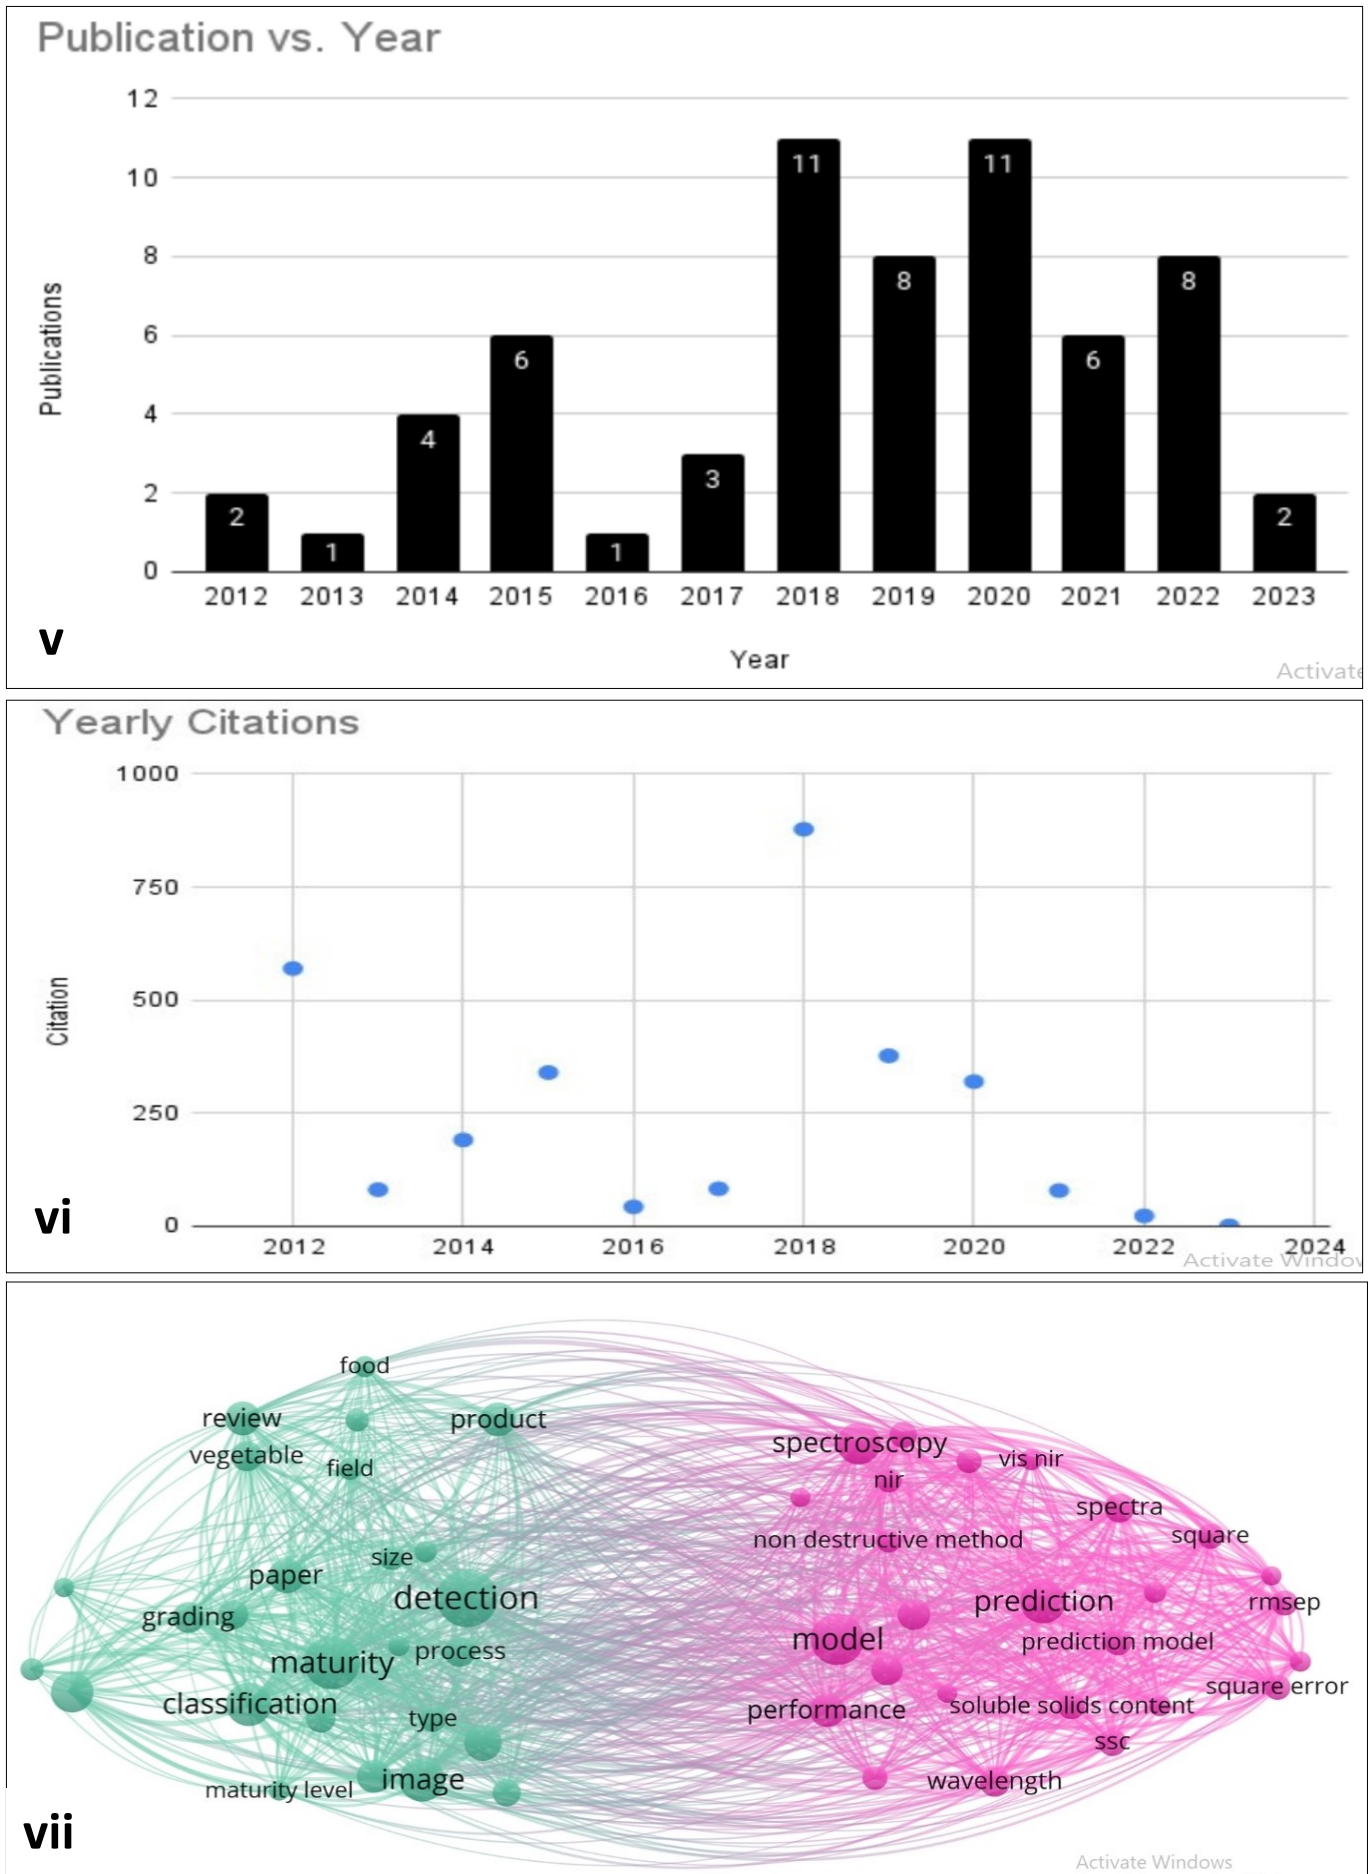 Publication vs. Year
12
10
8
6
4
2
0
Publications
2
1
4
6
1
3
11
8
11
6
8
2
2012 2013 2014 2015 2016 2017 2018 2019 2020 2021 2022 2023
Year
v
Activate
Yearly Citations
1000
750
500
250
0
Citation
2012 2014 2016 2018 2020 2022 2024
vi
Activate Window
food
review
product
vegetable
field
spectroscopy
vis nir
nir
spectra
square
non destructive method
size
paper
detection
grading
prediction
rmsep
model
prediction model
process
maturity
classification
square error
type
performance
soluble solids content
ssc
maturity level
image
wavelength
vii
Activate Windows